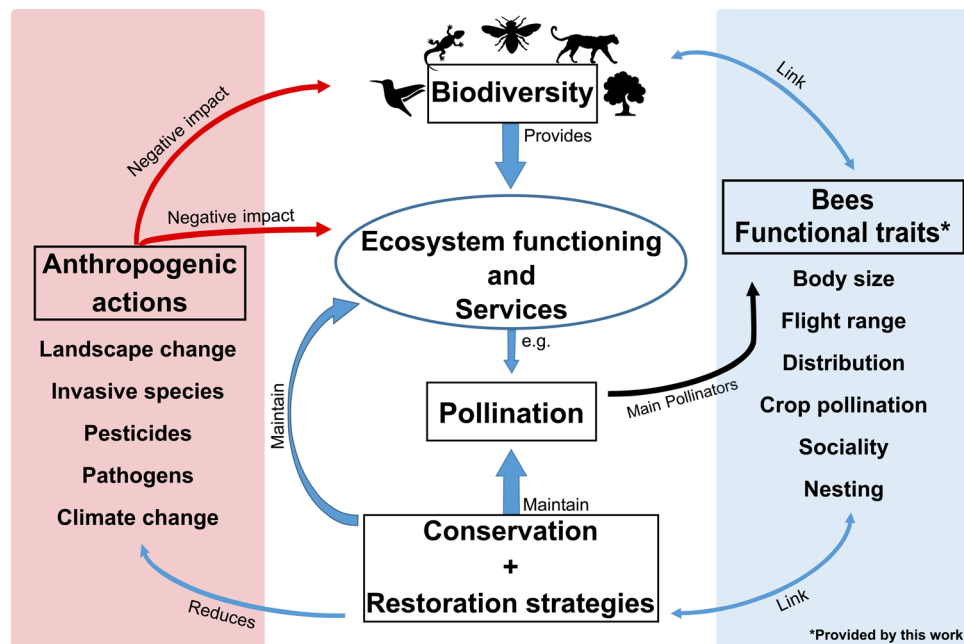 Biodiversity
Provides
Link
Negative impact
Negative impact
Anthropogenic
actions
Landscape change
Invasive species
Pesticides
Pathogens
Climate change
Ecosystem functioning
and
Services
e.g.
Pollination
Main Pollinators
Maintain
Maintain
Conservation
+
Restoration strategies
Reduces
Link
Bees
Functional traits*
Body size
Flight range
Distribution
Crop pollination
Sociality
Nesting
*Provided by this work